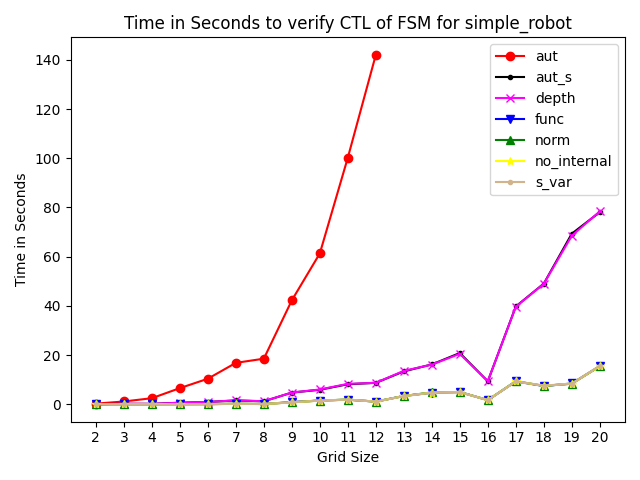 Time in Seconds to verify CTL of FSM for simple_robot
Time in Seconds
140
120
100
80
60
40
20
0
aut
aut_s
depth
func
norm
no_internal
s_var
2 3 4 5 6 7 8 9 10 11 12 13 14 15 16 17 18 19 20
Grid Size